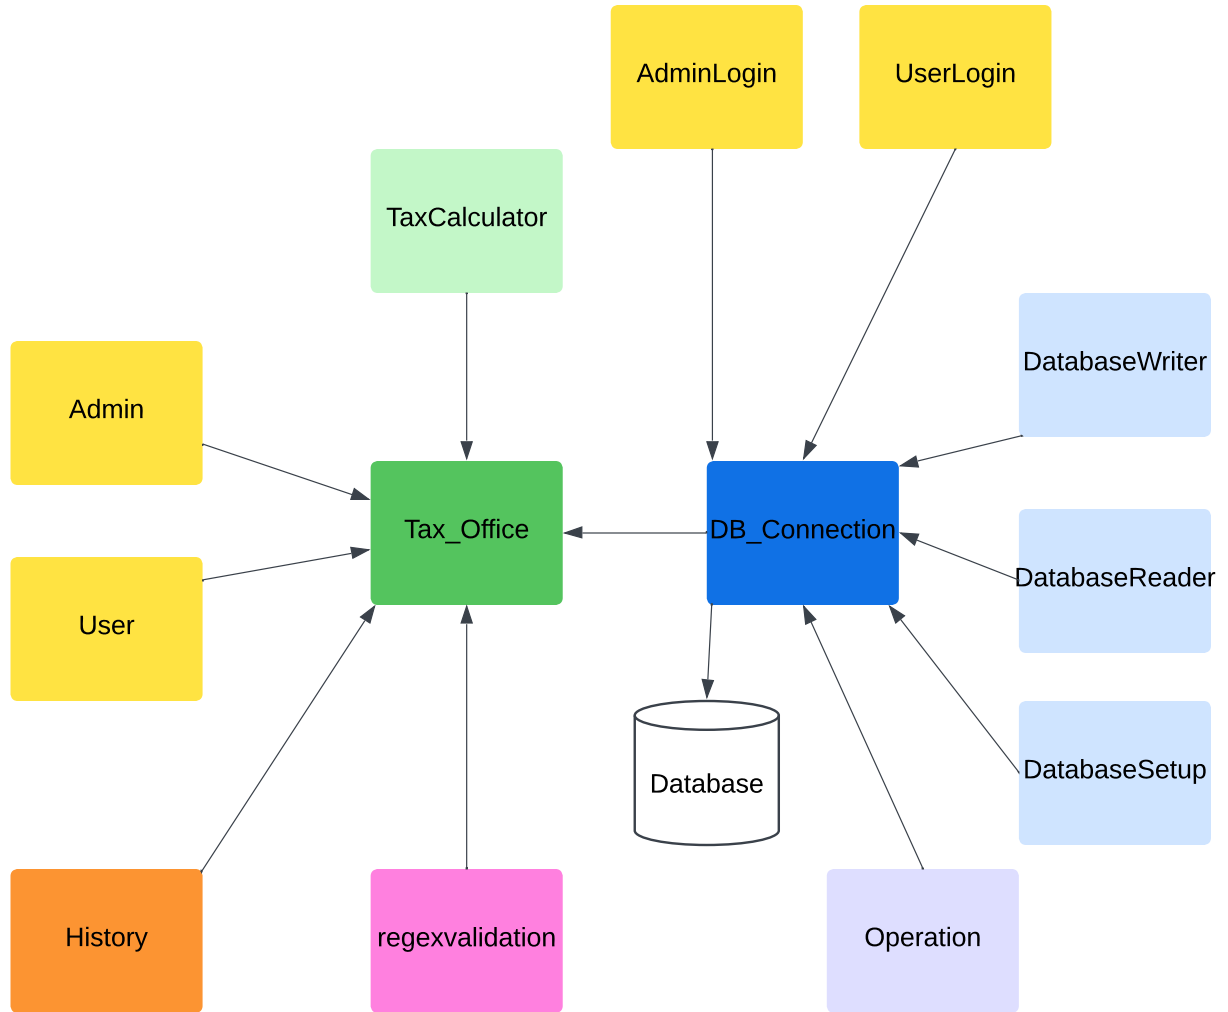 AdminLogin
UserLogin
TaxCalculator
DatabaseWriter
Admin
Tax_Office
DB_Connection
DatabaseReader
User
DatabaseSetup
Database
History
regexvalidation
Operation